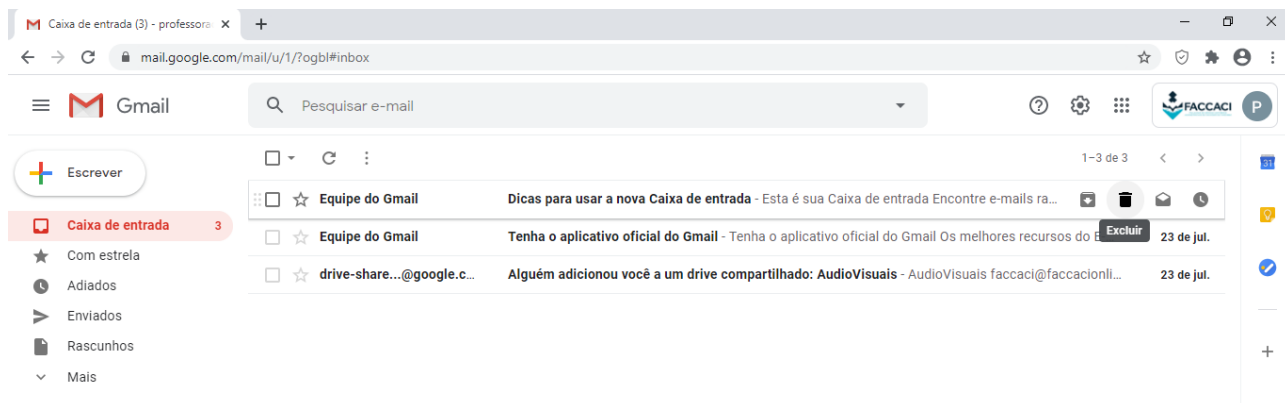 Caixa de entrada (3) - professora
mail.google.com/mail/u/1/?ogbl#inbox
Gmail
Pesquisar e-mail
FACCACI
P
Escrever
1–3 de 3
31
Equipe do Gmail Dicas para usar a nova Caixa de entrada - Esta é sua Caixa de entrada Encontre e-mails ra...
Caixa de entrada 3
Excluir
Equipe do Gmail Tenha o aplicativo oficial do Gmail - Tenha o aplicativo oficial do Gmail Os melhores recursos do 23 de jul.
Com estrela
drive-share...@google.c... Alguém adicionou você a um drive compartilhado: AudioVisuais - AudioVisuais faccaci@faccacionli... 23 de jul.
Adiados
Enviados
Rascunhos
Mais